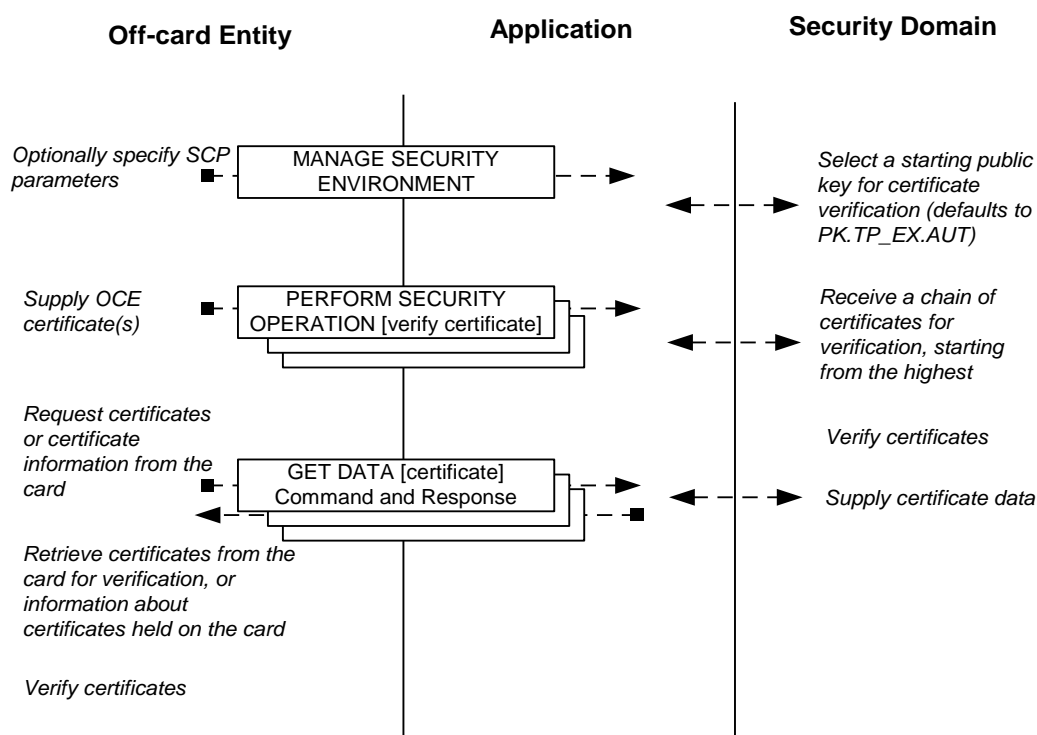 Off-card Entity
Application
Security Domain
Optionally specify SCP
parameters
MANAGE SECURITY
ENVIRONMENT
Select a starting public
key for certificate
verification (defaults to
PK.TP_EX.AUT)
Supply OCE
certificate(s)
PERFORM SECURITY
OPERATION [verify certificate]
Receive a chain of
certificates for
verification, starting
from the highest
Request certificates
or certificate
information from the
card
Verify certificates
GET DATA [certificate]
Command and Response
Supply certificate data
Retrieve certificates from the
card for verification, or
information about
certificates held on the card
Verify certificates